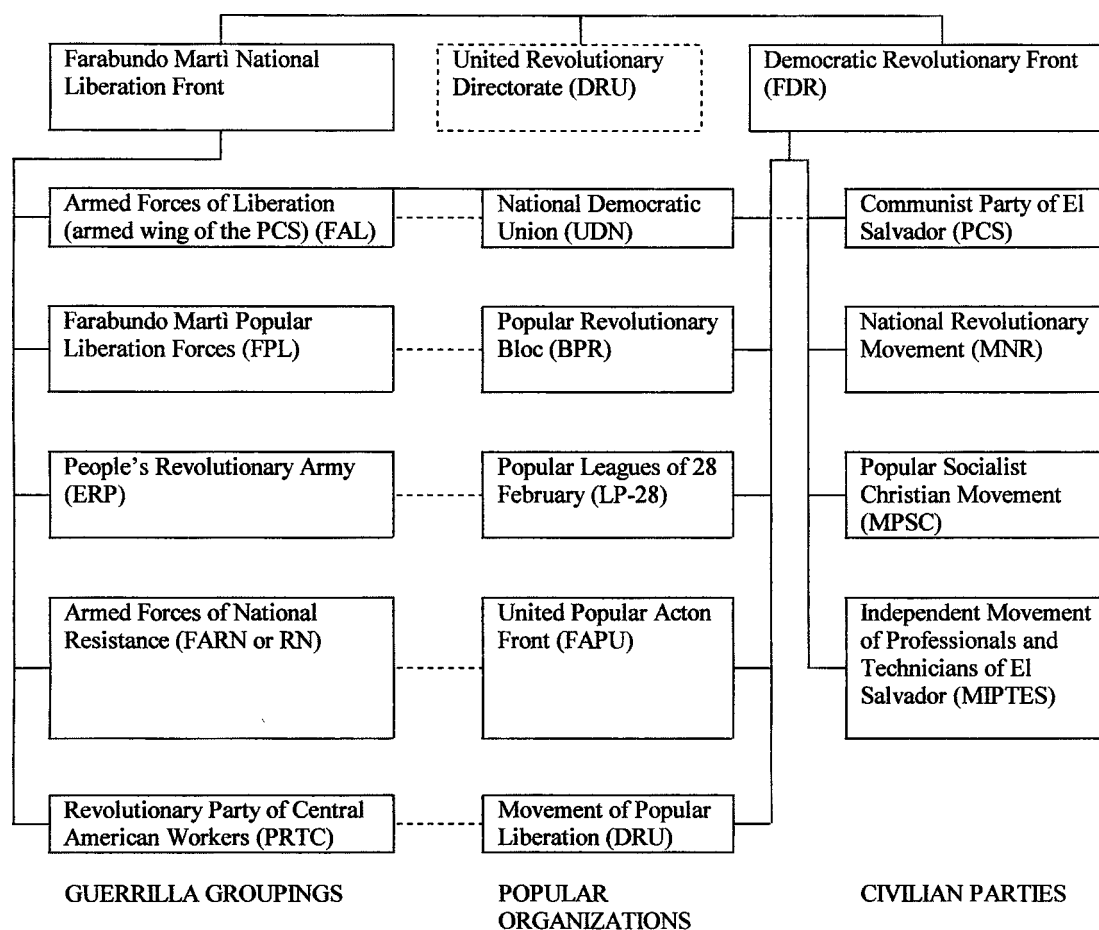 Farabundo Martì National
Liberation Front
United Revolutionary
Directorate (DRU)
Democratic Revolutionary Front
(FDR)
Armed Forces of Liberation
(armed wing of the PCS) (FAL)
National Democratic
Union (UDN)
Communist Party of El
Salvador (PCS)
Farabundo Martì Popular
Liberation Forces (FPL)
Popular Revolutionary
Bloc (BPR)
National Revolutionary
Movement (MNR)
People's Revolutionary Army
(ERP)
Popular Leagues of 28
February (LP-28)
Popular Socialist
Christian Movement
(MPSC)
Armed Forces of National
Resistance (FARN or RN)
United Popular Acton
Front (FAPU)
Independent Movement
of Professionals and
Technicians of El
Salvador (MIPTES)
Revolutionary Party of Central
American Workers (PRTC)
Movement of Popular
Liberation (DRU)
GUERRILLA GROUPINGS
POPULAR
ORGANIZATIONS
CIVILIAN PARTIES